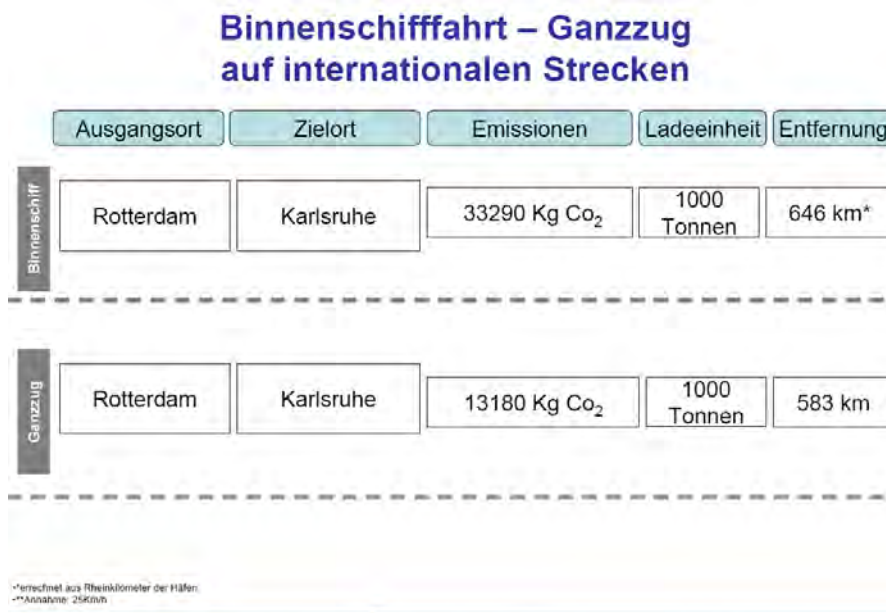 Binnenschifffahrt – Ganzzug
auf internationalen Strecken
Ausgangsort Zielort Emissionen Ladeeinheit Entfernung
Binnenschiff
Rotterdam Karlsruhe 33290 Kg Co₂ 1000 Tonnen 646 km*
Ganzzug
Rotterdam Karlsruhe 13180 Kg Co₂ 1000 Tonnen 583 km
•*errechnet aus Rheinkilometer der Häfen
•**Annahme: 25Km/h